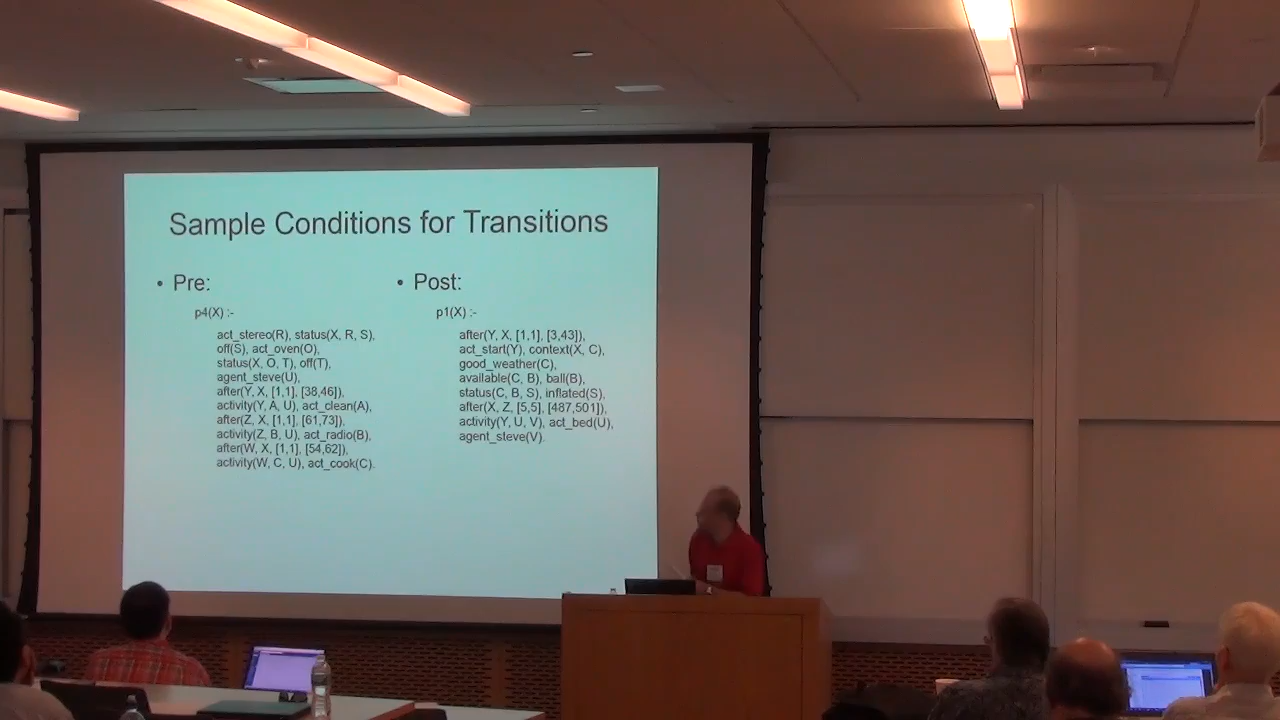 Sample Conditions for Transitions
• Pre:
p4(X) :-
act_stereo(R), status(X, R, S),
off(S), act_oven(O),
status(X, O, T), off(T),
agent_steve(U),
after(Y, X, [1,1], [38,46]),
activity(Y, A, U), act_clean(A),
after(Z, X, [1,1], [61,73]),
activity(Z, B, U), act_radio(B),
after(W, X, [1,1], [54,62]),
activity(W, C, U), act_cook(C).
• Post:
p1(X) :-
after(Y, X, [1,1], [3,43]),
act_start(Y), context(X, C),
good_weather(C),
available(C, B), ball(B),
status(C, B, S), inflated(S),
after(X, Z, [5,5], [487,501]),
activity(Y, U, V), act_bed(U),
agent_steve(V).